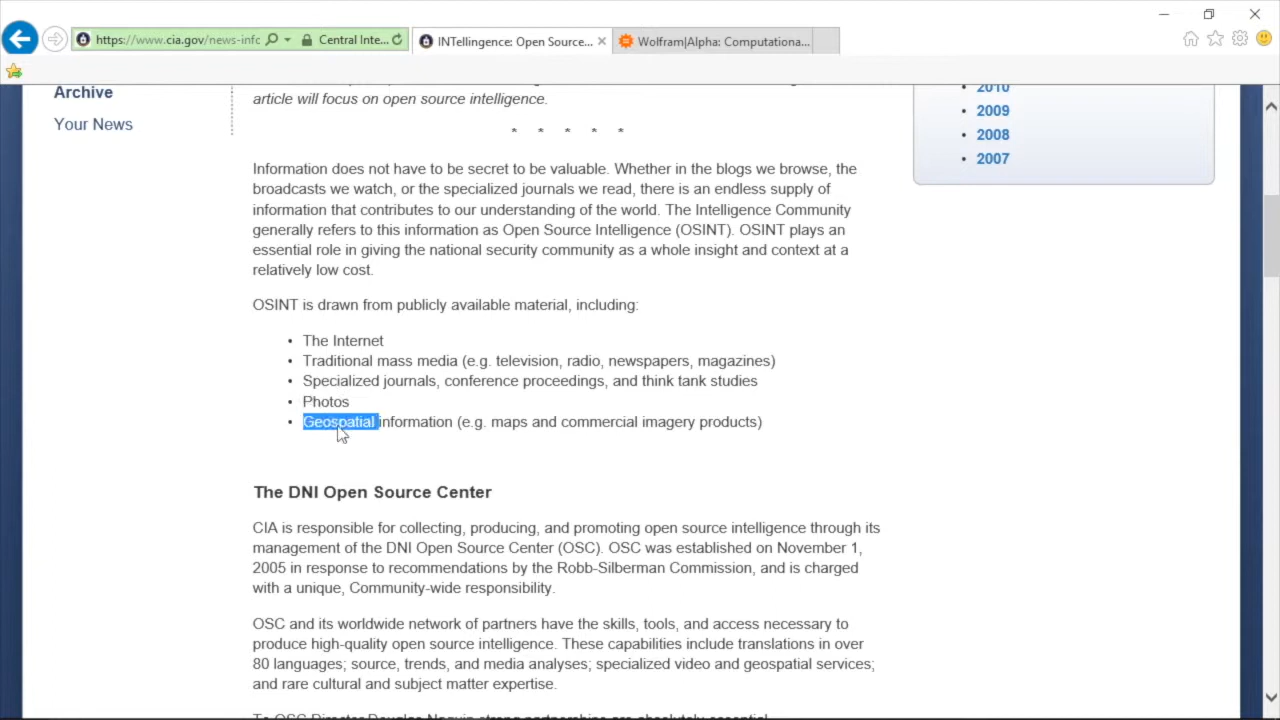 https://www.cia.gov/news-info
Central Inte...
INTellingence: Open Source...
Wolfram|Alpha: Computationa...
Archive
Your News
article will focus on open source intelligence.
* * * * *
2010
2009
2008
2007
Information does not have to be secret to be valuable. Whether in the blogs we browse, the
broadcasts we watch, or the specialized journals we read, there is an endless supply of
information that contributes to our understanding of the world. The Intelligence Community
generally refers to this information as Open Source Intelligence (OSINT). OSINT plays an
essential role in giving the national security community as a whole insight and context at a
relatively low cost.
OSINT is drawn from publicly available material, including:
• The Internet
• Traditional mass media (e.g. television, radio, newspapers, magazines)
• Specialized journals, conference proceedings, and think tank studies
• Photos
• Geospatial information (e.g. maps and commercial imagery products)
The DNI Open Source Center
CIA is responsible for collecting, producing, and promoting open source intelligence through its
management of the DNI Open Source Center (OSC). OSC was established on November 1,
2005 in response to recommendations by the Robb-Silberman Commission, and is charged
with a unique, Community-wide responsibility.
OSC and its worldwide network of partners have the skills, tools, and access necessary to
produce high-quality open source intelligence. These capabilities include translations in over
80 languages; source, trends, and media analyses; specialized video and geospatial services;
and rare cultural and subject matter expertise.
To OSC Director Douglas Naquin strong partnerships are absolutely essential